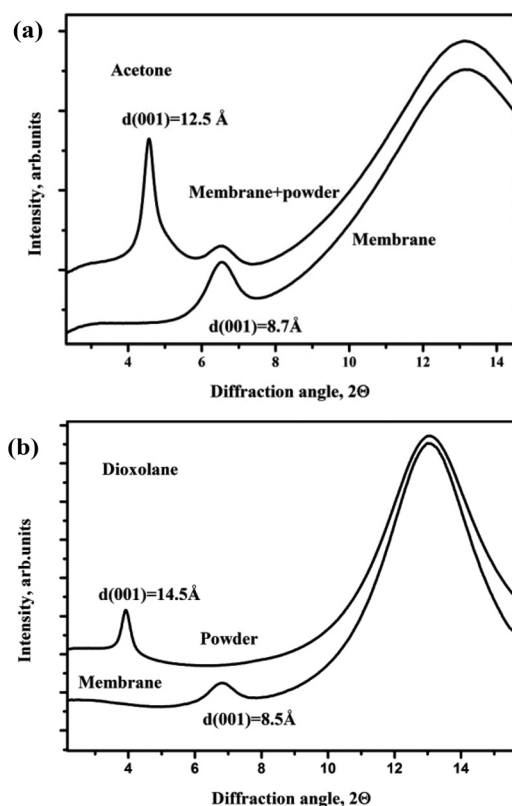 (a)
Acetone
d(001)=12.5 Å
Membrane+powder
Membrane
d(001)=8.7Å
Intensity, arb.units
4 6 8 10 12 14
Diffraction angle, 2Θ
(b)
Dioxolane
d(001)=14.5Å
Powder
Membrane
d(001)=8.5Å
Intensity, arb.units
4 6 8 10 12 14
Diffraction angle, 2Θ